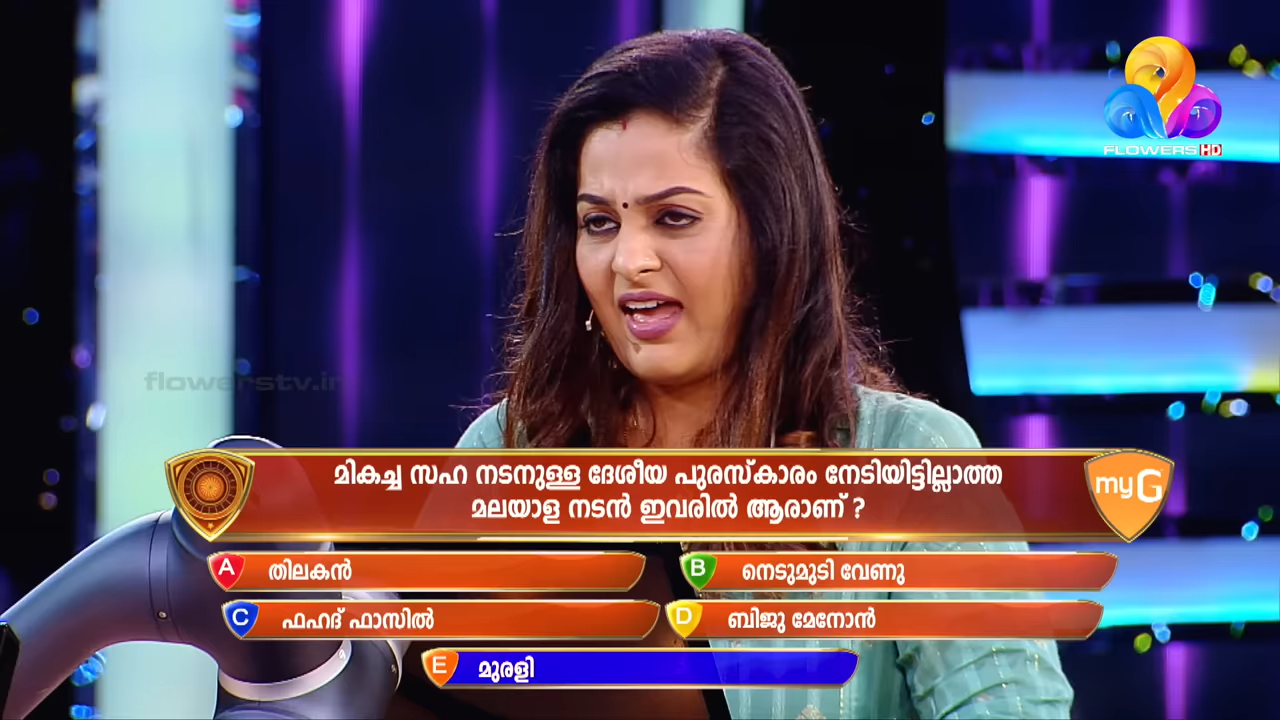 FLOWERS HD
flowerstv.in
മികച്ച സഹ നടനുള്ള ദേശീയ പുരസ്കാരം നേടിയിട്ടില്ലാത്ത
മലയാള നടൻ ഇവരിൽ ആരാണ് ?
myG
A തിലകൻ
B നെടുമുടി വേണു
C ഫഹദ് ഫാസിൽ
D ബിജു മേനോൻ
E മുരളി